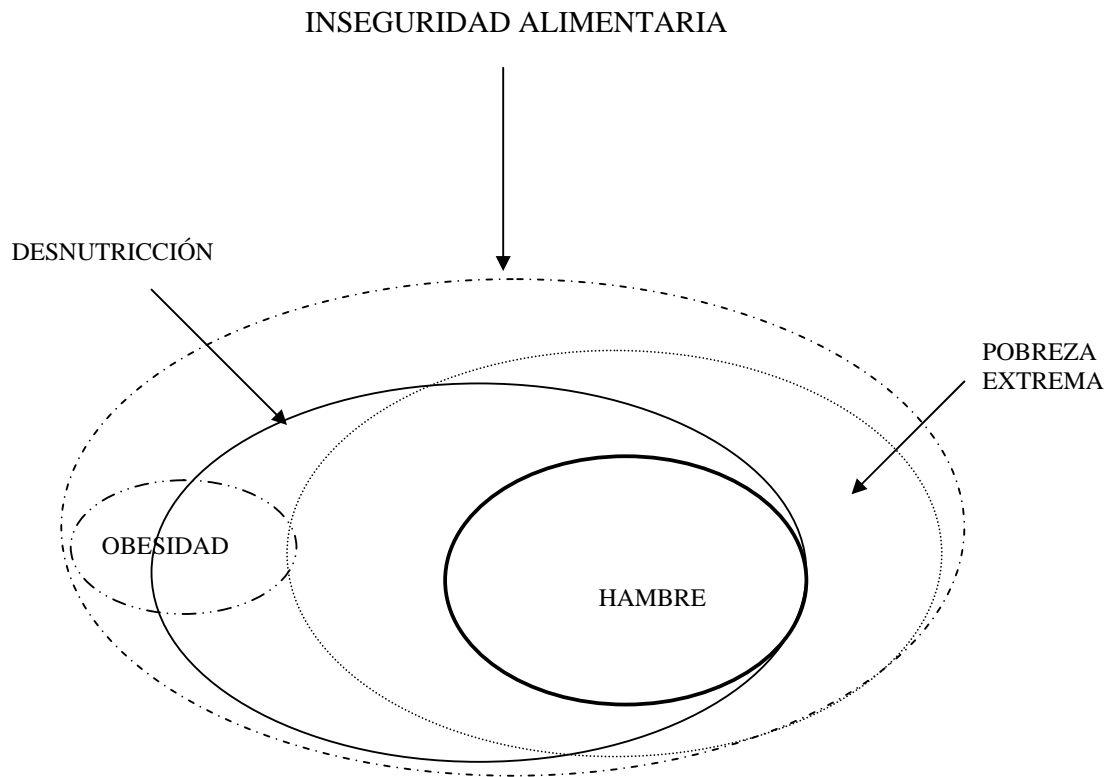 INSEGURIDAD ALIMENTARIA
DESNUTRICCIÓN
POBREZA
EXTREMA
OBESIDAD
HAMBRE